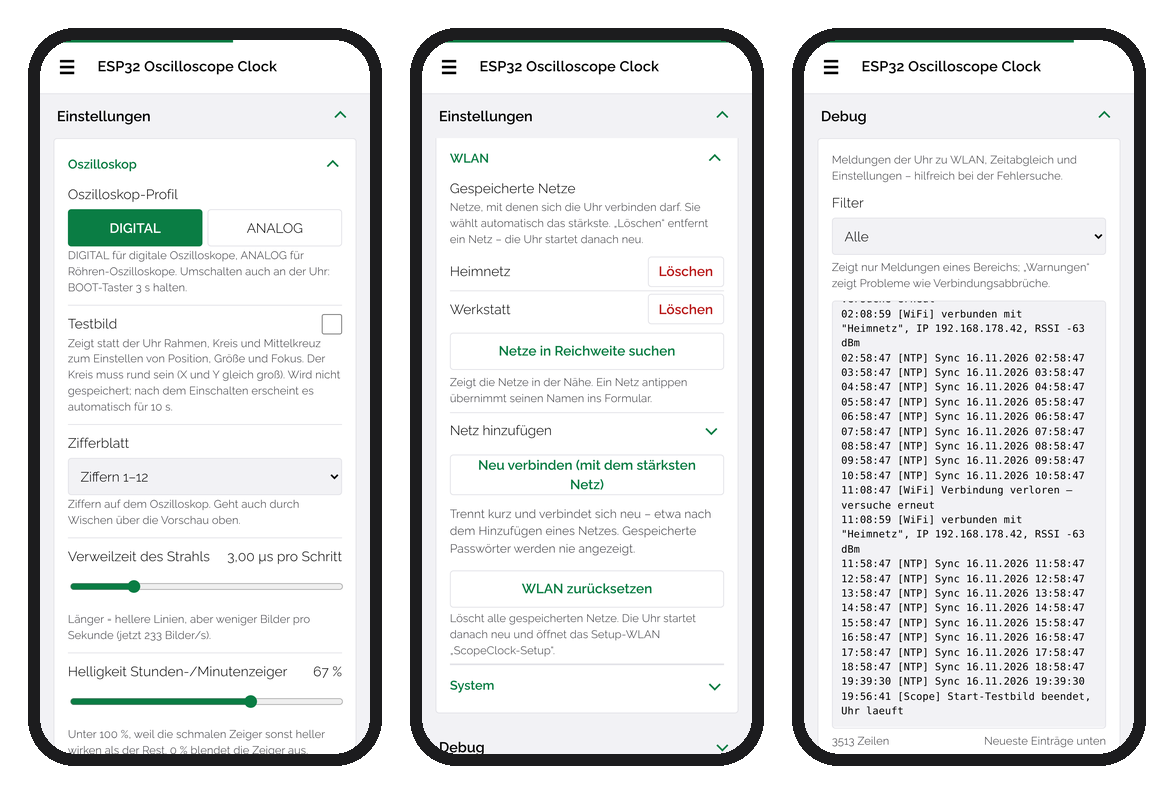 ESP32 Oscilloscope Clock
Einstellungen
Oszilloskop
Oszilloskop-Profil
DIGITAL
ANALOG
DIGITAL für digitale Oszilloskope, ANALOG für
Röhren-Oszilloskope. Umschalten auch an der Uhr:
BOOT-Taster 3 s halten.
Testbild
Zeigt statt der Uhr Rahmen, Kreis und Mittelkreuz
zum Einstellen von Position, Größe und Fokus. Der
Kreis muss rund sein (X und Y gleich groß). Wird nicht
gespeichert; nach dem Einschalten erscheint es
automatisch für 10 s.
Zifferblatt
Ziffern 1–12
Ziffern auf dem Oszilloskop. Geht auch durch
Wischen über die Vorschau oben.
Verweilzeit des Strahls 3,00 µs pro Schritt
Länger = hellere Linien, aber weniger Bilder pro
Sekunde (jetzt 233 Bilder/s).
Helligkeit Stunden-/Minutenzeiger 67 %
Unter 100 %, weil die schmalen Zeiger sonst heller
wirken als der Rest. 0 % blendet die Zeiger aus.
ESP32 Oscilloscope Clock
Einstellungen
WLAN
Gespeicherte Netze
Netze, mit denen sich die Uhr verbinden darf. Sie
wählt automatisch das stärkste. „Löschen“ entfernt
ein Netz – die Uhr startet danach neu.
Heimnetz Löschen
Werkstatt Löschen
Netze in Reichweite suchen
Zeigt die Netze in der Nähe. Ein Netz antippen
übernimmt seinen Namen ins Formular.
Netz hinzufügen
Neu verbinden (mit dem stärksten
Netz)
Trennt kurz und verbindet sich neu – etwa nach
dem Hinzufügen eines Netzes. Gespeicherte
Passwörter werden nie angezeigt.
WLAN zurücksetzen
Löscht alle gespeicherten Netze. Die Uhr startet
danach neu und öffnet das Setup-WLAN
„ScopeClock-Setup“.
System
Debug
ESP32 Oscilloscope Clock
Debug
Meldungen der Uhr zu WLAN, Zeitabgleich und
Einstellungen – hilfreich bei der Fehlersuche.
Filter
Alle
Zeigt nur Meldungen eines Bereichs; „Warnungen“
zeigt Probleme wie Verbindungsabbrüche.
versuche erneut
02:08:59 [WiFi] verbunden mit
"Heimnetz", IP 192.168.178.42, RSSI -63
dBm
02:58:47 [NTP] Sync 16.11.2026 02:58:47
03:58:47 [NTP] Sync 16.11.2026 03:58:47
04:58:47 [NTP] Sync 16.11.2026 04:58:47
05:58:47 [NTP] Sync 16.11.2026 05:58:47
06:58:47 [NTP] Sync 16.11.2026 06:58:47
07:58:47 [NTP] Sync 16.11.2026 07:58:47
08:58:47 [NTP] Sync 16.11.2026 08:58:47
09:58:47 [NTP] Sync 16.11.2026 09:58:47
10:58:47 [NTP] Sync 16.11.2026 10:58:47
11:08:47 [WiFi] Verbindung verloren –
versuche erneut
11:08:59 [WiFi] verbunden mit
"Heimnetz", IP 192.168.178.42, RSSI -63
dBm
11:58:47 [NTP] Sync 16.11.2026 11:58:47
12:58:47 [NTP] Sync 16.11.2026 12:58:47
13:58:47 [NTP] Sync 16.11.2026 13:58:47
14:58:47 [NTP] Sync 16.11.2026 14:58:47
15:58:47 [NTP] Sync 16.11.2026 15:58:47
16:58:47 [NTP] Sync 16.11.2026 16:58:47
17:58:47 [NTP] Sync 16.11.2026 17:58:47
18:58:47 [NTP] Sync 16.11.2026 18:58:47
19:39:30 [NTP] Sync 16.11.2026 19:39:30
19:56:41 [Scope] Start-Testbild beendet,
Uhr laeuft
3513 Zeilen Neueste Einträge unten